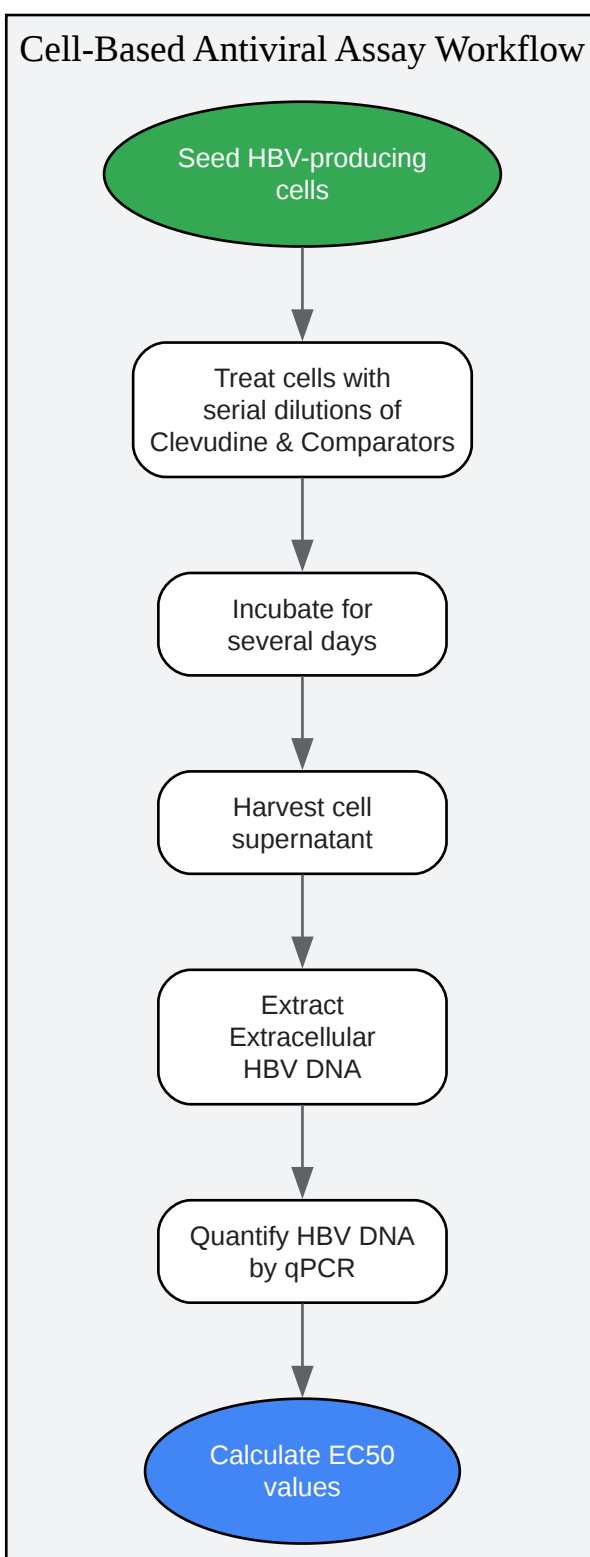 Cell-Based Antiviral Assay Workflow
Seed HBV-producing
cells
Treat cells with
serial dilutions of
Clevudine & Comparators
Incubate for
several days
Harvest cell
supernatant
Extract
Extracellular
HBV DNA
Quantify HBV DNA
by qPCR
Calculate EC50
values